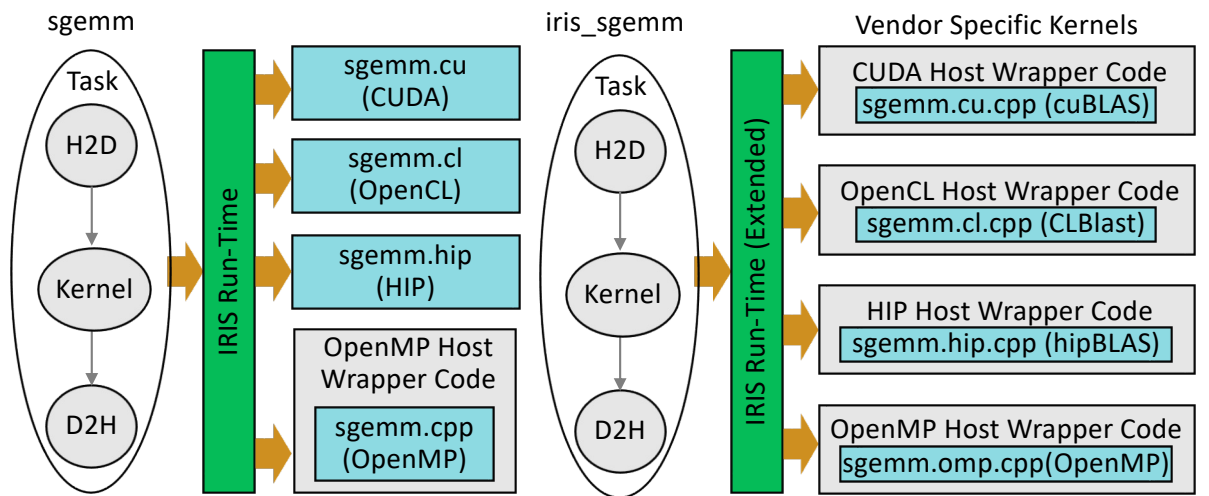 sgemm
Task
H2D
Kernel
D2H
IRIS Run-Time
sgemm.cu
(CUDA)
sgemm.cl
(OpenCL)
sgemm.hip
(HIP)
OpenMP Host
Wrapper Code
sgemm.cpp
(OpenMP)
iris_sgemm
Task
H2D
Kernel
D2H
IRIS Run-Time (Extended)
Vendor Specific Kernels
CUDA Host Wrapper Code
sgemm.cu.cpp (cuBLAS)
OpenCL Host Wrapper Code
sgemm.cl.cpp (CLBlast)
HIP Host Wrapper Code
sgemm.hip.cpp (hipBLAS)
OpenMP Host Wrapper Code
sgemm.omp.cpp(OpenMP)